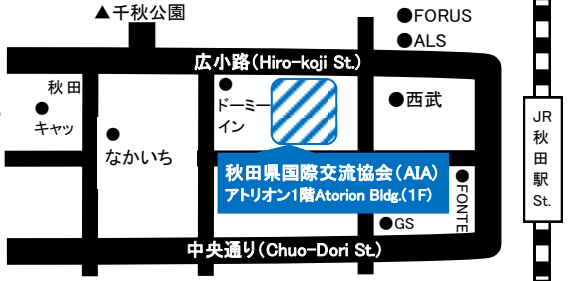 ▲千秋公園
●FORUS
●ALS
広小路(Hiro-koji St.)
秋田
●
キャッ
●
ドーミー
イン
●西武
JR
秋
田
駅
St.
●
なかいち
秋田県国際交流協会(AIA)
アトリオン1階Atorion Bldg.(1F)
●FONTE
●GS
中央通り(Chuo-Dori St.)